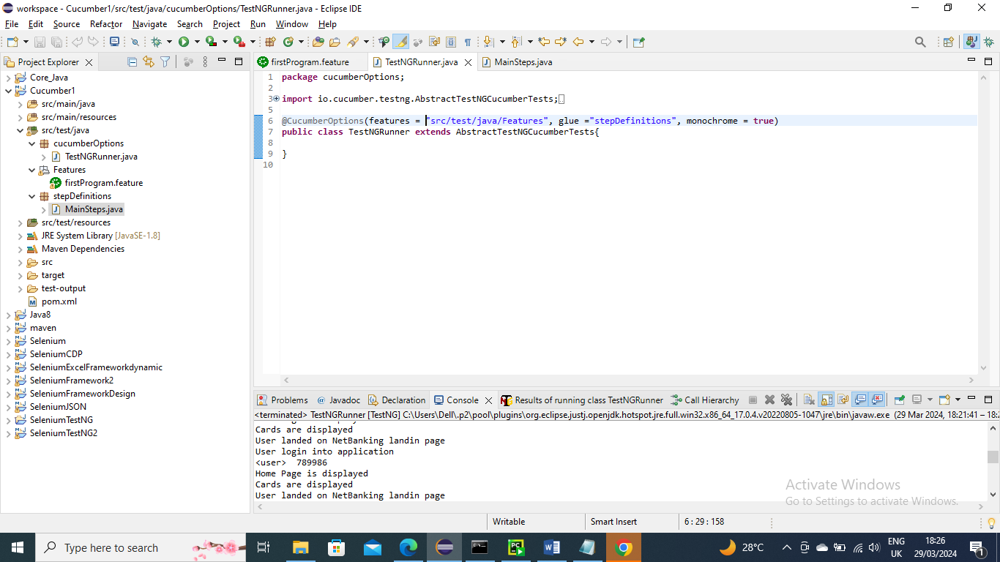 workspace - Cucumber1/src/test/java/cucumberOptions/TestNGRunner.java - Eclipse IDE
File Edit Source Refactor Navigate Search Project Run Window Help
Project Explorer
Core_Java
Cucumber1
src/main/java
src/main/resources
src/test/java
cucumberOptions
TestNGRunner.java
Features
firstProgram.feature
stepDefinitions
MainSteps.java
src/test/resources
JRE System Library [JavaSE-1.8]
Maven Dependencies
src
target
test-output
pom.xml
Java8
maven
Selenium
SeleniumCDP
SeleniumExcelFrameworkdynamic
SeleniumFramework2
SeleniumFrameworkDesign
SeleniumJSON
SeleniumTestNG
SeleniumTestNG2
firstProgram.feature TestNGRunner.java MainSteps.java
1 package cucumberOptions;
2
3 import io.cucumber.testng.AbstractTestNGCucumberTests;
5
6 @CucumberOptions(features = "src/test/java/Features", glue ="stepDefinitions", monochrome = true)
7 public class TestNGRunner extends AbstractTestNGCucumberTests{
8
9 }
10
Problems @ Javadoc Declaration Console Results of running class TestNGRunner Call Hierarchy
<terminated> TestNGRunner [TestNG] C:\Users\Dell\.p2\pool\plugins\org.eclipse.justj.openjdk.hotspot.jre.full.win32.x86_64_17.0.4.v20220805-1047\jre\bin\javaw.exe (29 Mar 2024, 18:21:41 – 18:
Cards are displayed
User landed on NetBanking landin page
User login into application
<user> 789986
Home Page is displayed
Cards are displayed
User landed on NetBanking landin page
Activate Windows
Go to Settings to activate Windows.
Writable Smart Insert 6 : 29 : 158
Type here to search
28°C
ENG
UK
18:26
29/03/2024
1